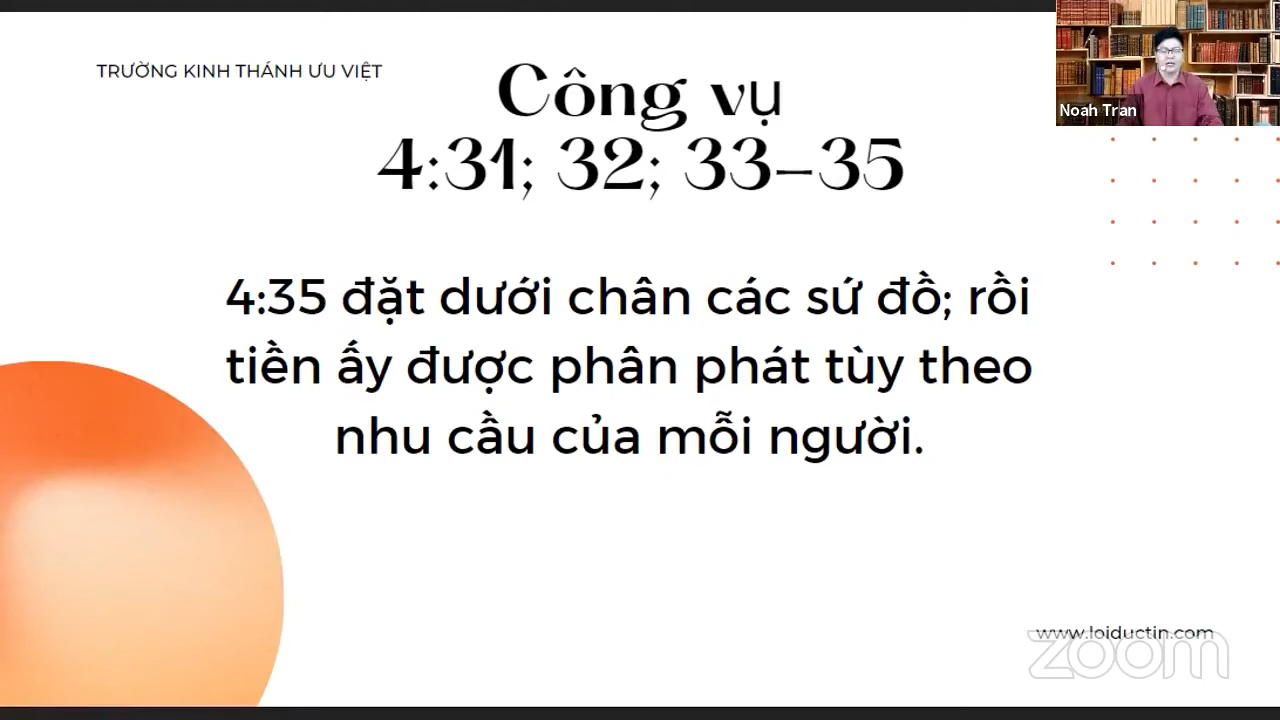 TRƯỜNG KINH THÁNH ƯU VIỆT
Công vụ
4:31; 32; 33–35
Noah Tran
4:35 đặt dưới chân các sứ đồ; rồi
tiền ấy được phân phát tùy theo
nhu cầu của mỗi người.
www.loiductin.com
zoom